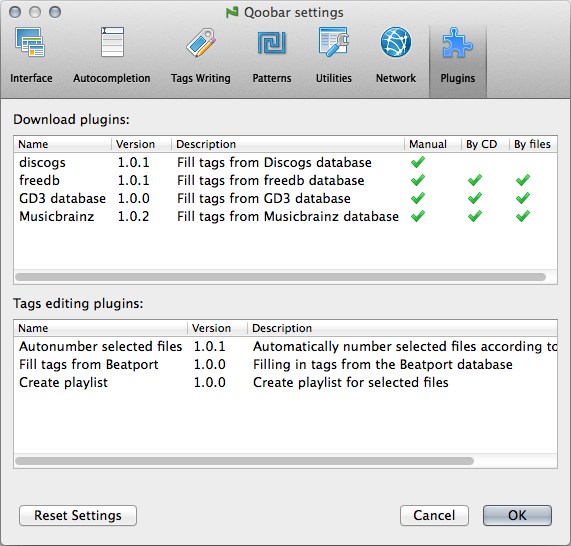 Qoobar settings
Interface Autocompletion Tags Writing Patterns Utilities Network Plugins
Download plugins:
Name Version Description Manual By CD By files
discogs 1.0.1 Fill tags from Discogs database
freedb 1.0.1 Fill tags from freedb database
GD3 database 1.0.0 Fill tags from GD3 database
Musicbrainz 1.0.2 Fill tags from Musicbrainz database
Tags editing plugins:
Name Version Description
Autonumber selected files 1.0.1 Automatically number selected files according to
Fill tags from Beatport 1.0.0 Filling in tags from the Beatport database
Create playlist 1.0.0 Create playlist for selected files
Reset Settings Cancel OK